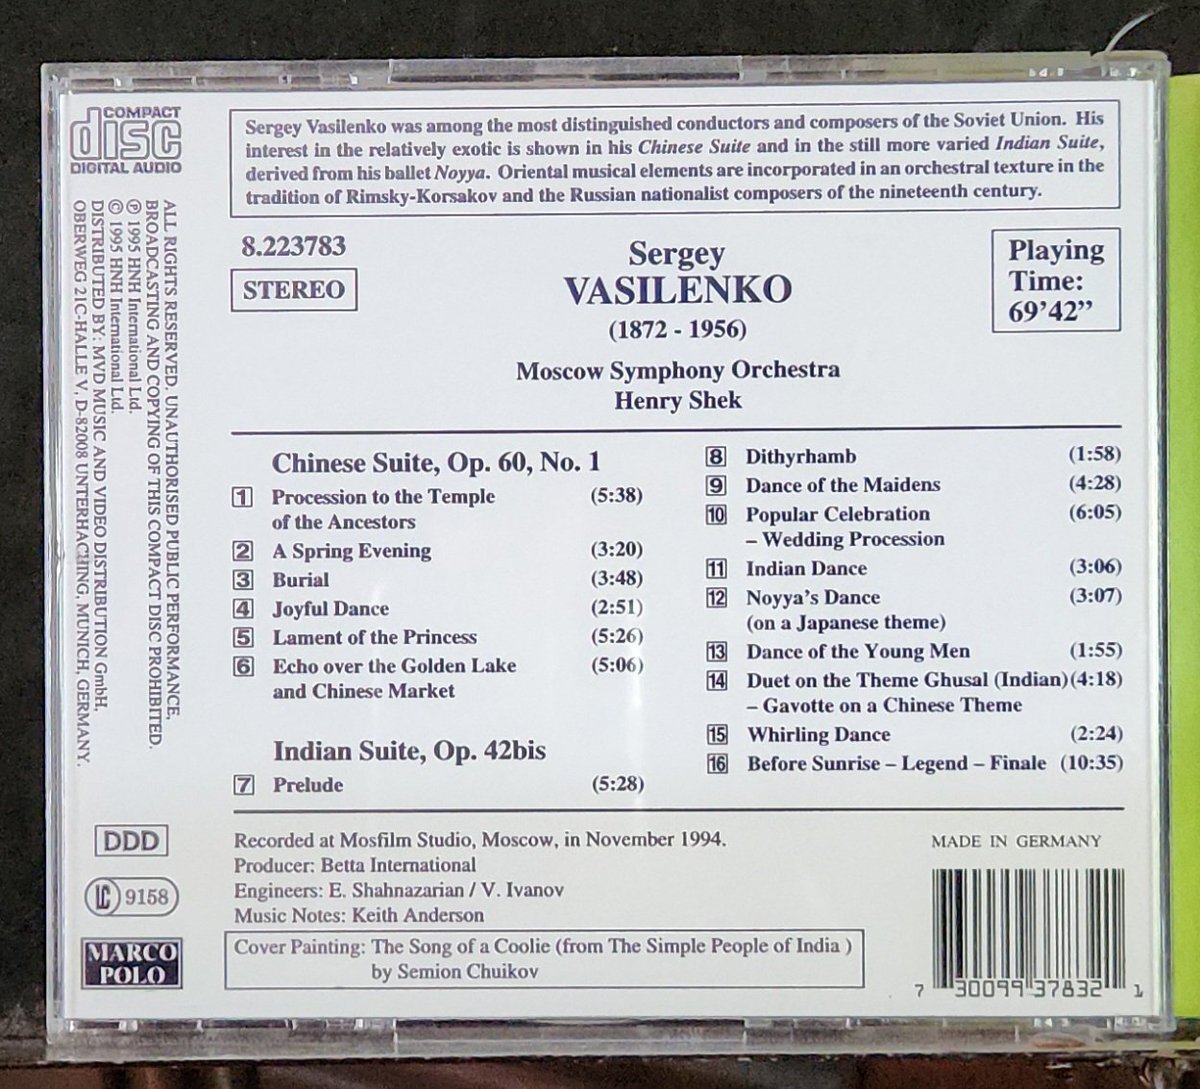 COMPACT
disc
DIGITAL AUDIO
Sergey Vasilenko was among the most distinguished conductors and composers of the Soviet Union. His
interest in the relatively exotic is shown in his Chinese Suite and in the still more varied Indian Suite,
derived from his ballet Noyya. Oriental musical elements are incorporated in an orchestral texture in the
tradition of Rimsky-Korsakov and the Russian nationalist composers of the nineteenth century.
8.223783
STEREO
Sergey
VASILENKO
(1872 - 1956)
Moscow Symphony Orchestra
Henry Shek
Playing
Time:
69’42”
Chinese Suite, Op. 60, No. 1
1 Procession to the Temple (5:38)
of the Ancestors
2 A Spring Evening (3:20)
3 Burial (3:48)
4 Joyful Dance (2:51)
5 Lament of the Princess (5:26)
6 Echo over the Golden Lake (5:06)
and Chinese Market
Indian Suite, Op. 42bis
7 Prelude (5:28)
8 Dithyrhamb (1:58)
9 Dance of the Maidens (4:28)
10 Popular Celebration (6:05)
– Wedding Procession
11 Indian Dance (3:06)
12 Noyya’s Dance (3:07)
(on a Japanese theme)
13 Dance of the Young Men (1:55)
14 Duet on the Theme Ghusal (Indian) (4:18)
– Gavotte on a Chinese Theme
15 Whirling Dance (2:24)
16 Before Sunrise – Legend – Finale (10:35)
Recorded at Mosfilm Studio, Moscow, in November 1994.
Producer: Betta International
Engineers: E. Shahnazarian / V. Ivanov
Music Notes: Keith Anderson
Cover Painting: The Song of a Coolie (from The Simple People of India )
by Semion Chuikov
MADE IN GERMANY
7 30099 37832 1
ALL RIGHTS RESERVED. UNAUTHORISED PUBLIC PERFORMANCE,
BROADCASTING AND COPYING OF THIS COMPACT DISC PROHIBITED.
℗ 1995 HNH International Ltd.
© 1995 HNH International Ltd.
DISTRIBUTED BY: MVD MUSIC AND VIDEO DISTRIBUTION GmbH,
OBERWEG 21C-HALLE V, D-82008 UNTERHACHING, MUNICH, GERMANY.
DDD
LC 9158
MARCO
POLO